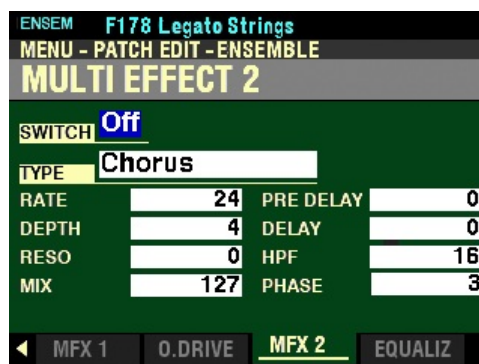 ENSEM F178 Legato Strings
MENU - PATCH EDIT - ENSEMBLE
MULTI EFFECT 2
SWITCH Off
TYPE Chorus
RATE 24 PRE DELAY 0
DEPTH 4 DELAY 0
RESO 0 HPF 16
MIX 127 PHASE 3
MFX 1 O.DRIVE MFX 2 EQUALIZ